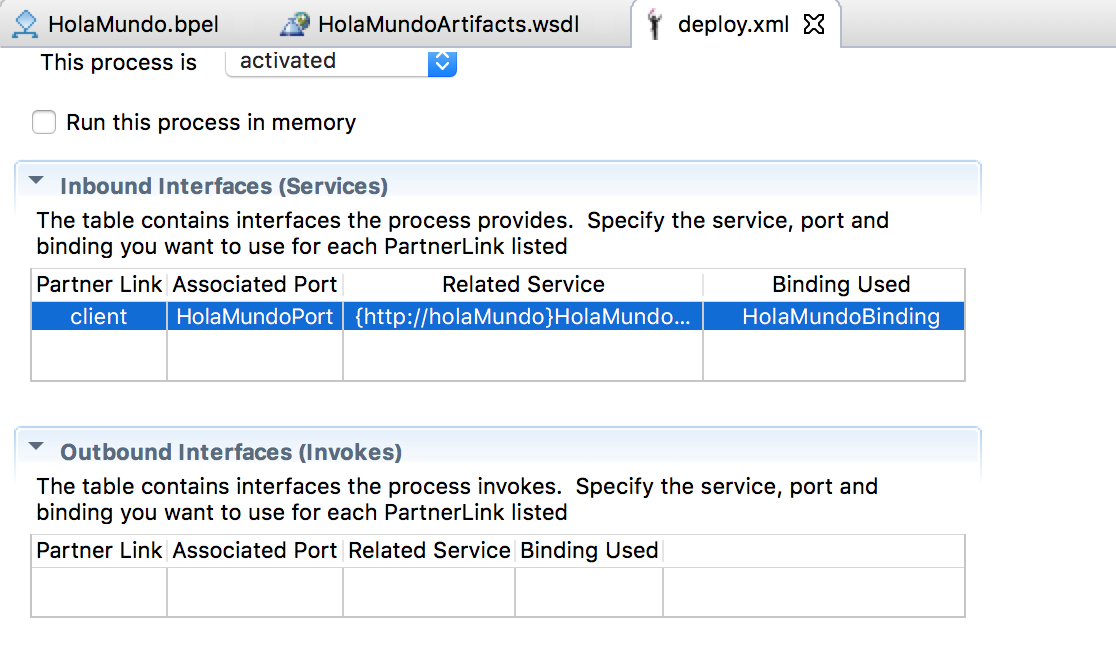 HolaMundo.bpel HolaMundoArtifacts.wsdl deploy.xml
This process is activated
Run this process in memory
Inbound Interfaces (Services)
The table contains interfaces the process provides.  Specify the service, port and
binding you want to use for each PartnerLink listed
Partner Link Associated Port Related Service Binding Used
client HolaMundoPort {http://holaMundo}HolaMundo... HolaMundoBinding
Outbound Interfaces (Invokes)
The table contains interfaces the process invokes.  Specify the service, port and
binding you want to use for each PartnerLink listed
Partner Link Associated Port Related Service Binding Used